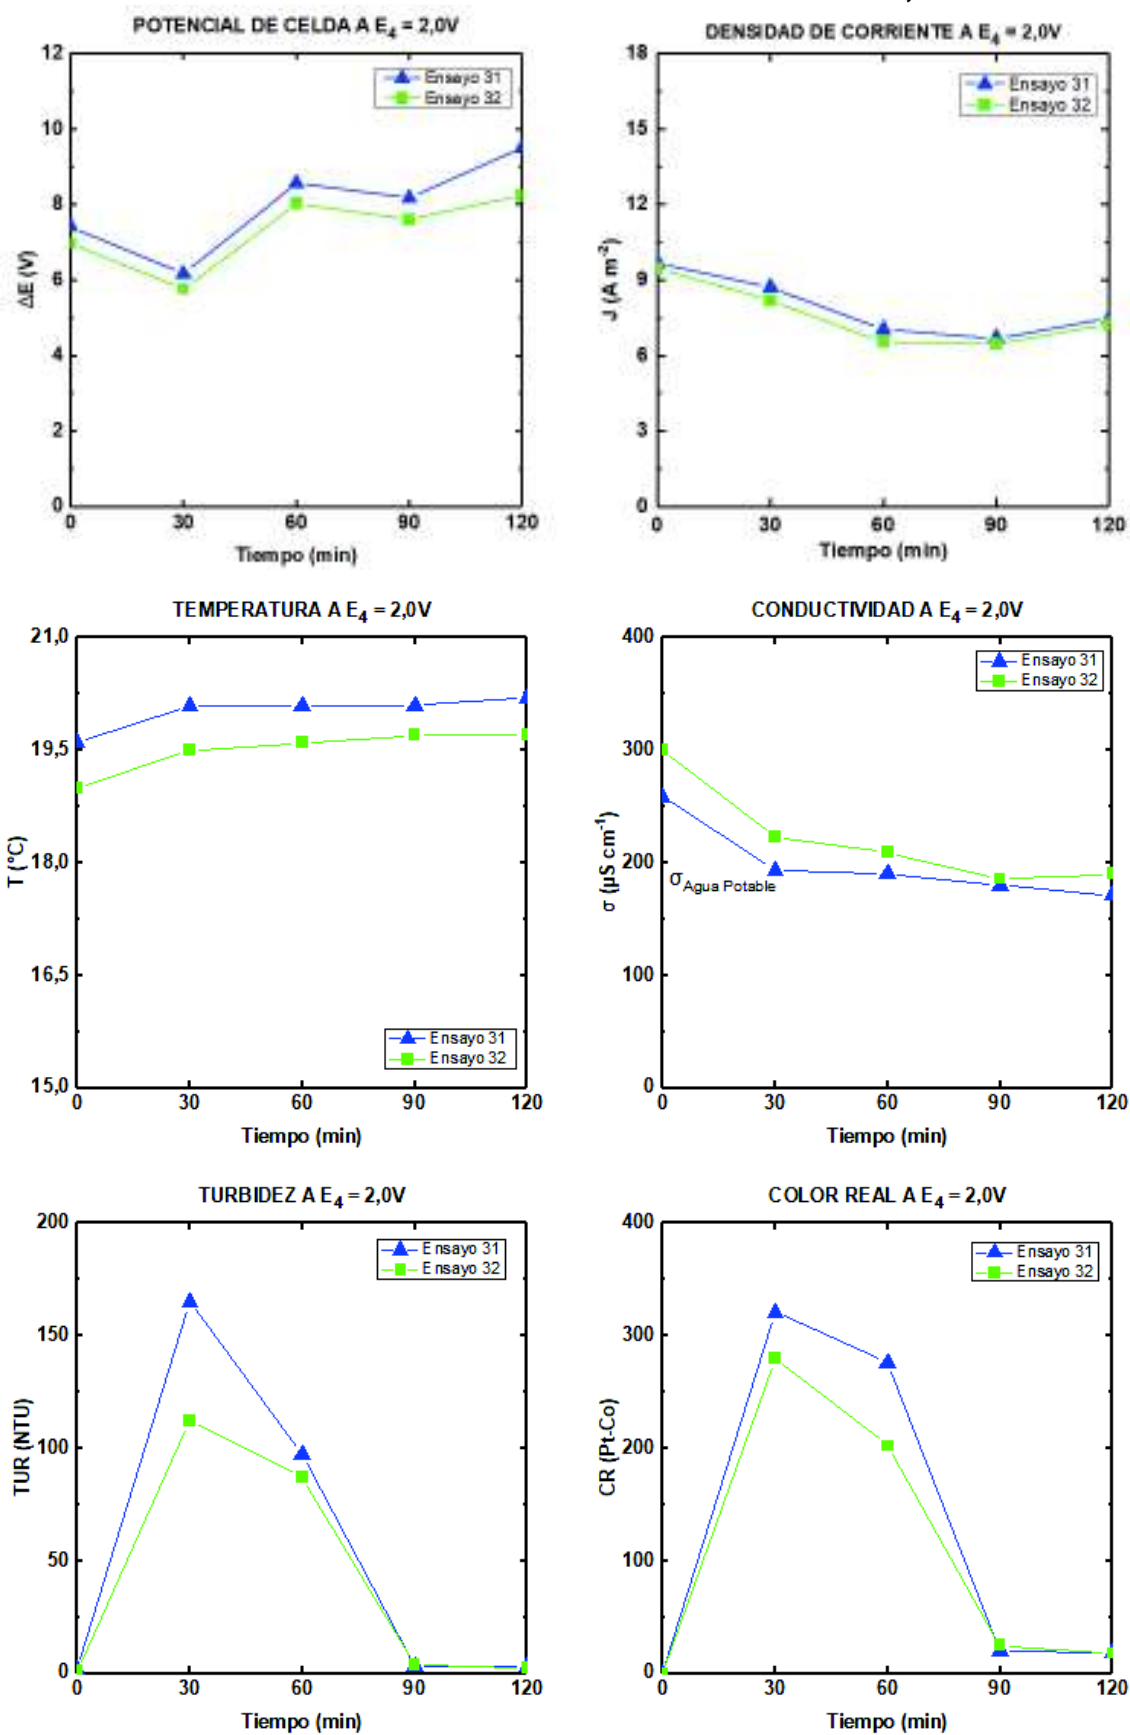 POTENCIAL DE CELDA A E4 = 2,0V
12
10
8
6
4
2
0
ΔE (V)
Ensayo 31
Ensayo 32
0 30 60 90 120
Tiempo (min)
DENSIDAD DE CORRIENTE A E4 = 2,0V
18
15
12
9
6
3
0
J (A m-2)
Ensayo 31
Ensayo 32
0 30 60 90 120
Tiempo (min)
TEMPERATURA A E4 = 2,0V
21,0
19,5
18,0
16,5
15,0
T (°C)
Ensayo 31
Ensayo 32
0 30 60 90 120
Tiempo (min)
CONDUCTIVIDAD A E4 = 2,0V
400
300
200
100
0
σ (µS cm-1)
Ensayo 31
Ensayo 32
σAgua Potable
0 30 60 90 120
Tiempo (min)
TURBIDEZ A E4 = 2,0V
200
150
100
50
0
TUR (NTU)
Ensayo 31
Ensayo 32
0 30 60 90 120
Tiempo (min)
COLOR REAL A E4 = 2,0V
400
300
200
100
0
CR (Pt-Co)
Ensayo 31
Ensayo 32
0 30 60 90 120
Tiempo (min)